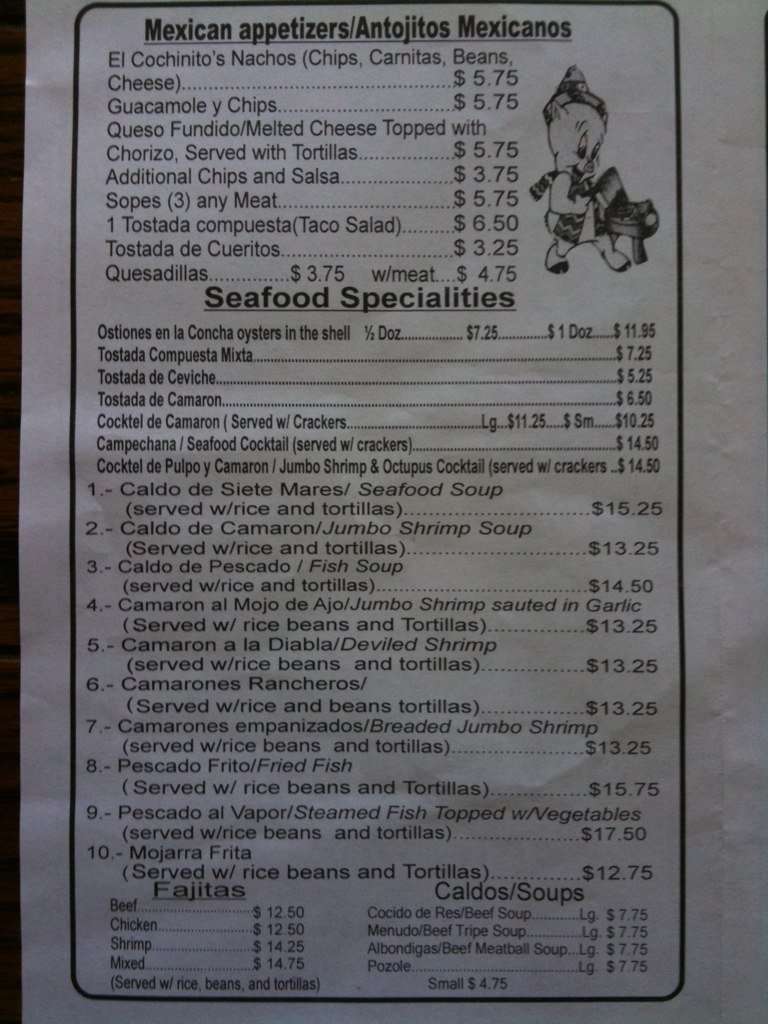 Mexican appetizers/Antojitos Mexicanos
El Cochinito's Nachos (Chips, Carnitas, Beans,
Cheese)..............................................$ 5.75
Guacamole y Chips..............................$ 5.75
Queso Fundido/Melted Cheese Topped with
Chorizo, Served with Tortillas................$ 5.75
Additional Chips and Salsa...................$ 3.75
Sopes (3) any Meat..............................$ 5.75
1 Tostada compuesta(Taco Salad)........$ 6.50
Tostada de Cueritos.............................$ 3.25
Quesadillas..............$ 3.75 w/meat....$ 4.75
Seafood Specialities
Ostiones en la Concha oysters in the shell ½ Doz................. $7.25.............$ 1 Doz......$ 11.95
Tostada Compuesta Mixta.....................................................$ 7.25
Tostada de Ceviche.....................................................$ 5.25
Tostada de Camaron.....................................................$ 6.50
Cocktel de Camaron ( Served w/ Crackers....................................Lg...$11.25.....$ Sm......$10.25
Campechana / Seafood Cocktail (served w/ crackers)..................................................$ 14.50
Cocktel de Pulpo y Camaron / Jumbo Shrimp & Octupus Cocktail (served w/ crackers ..$ 14.50
1.- Caldo de Siete Mares/ Seafood Soup
(served w/rice and tortillas)...........................$15.25
2.- Caldo de Camaron/Jumbo Shrimp Soup
(Served w/rice and tortillas)..........................$13.25
3.- Caldo de Pescado / Fish Soup
(served w/rice and tortillas)...............................$14.50
4.- Camaron al Mojo de Ajo/Jumbo Shrimp sauted in Garlic
(Served w/ rice beans and Tortillas)..............$13.25
5.- Camaron a la Diabla/Deviled Shrimp
(served w/rice beans and tortillas)...............$13.25
6.- Camarones Rancheros/
(Served w/rice and beans tortillas)...............$13.25
7.- Camarones empanizados/Breaded Jumbo Shrimp
(served w/rice beans and tortillas)...................$13.25
8.- Pescado Frito/Fried Fish
(Served w/ rice beans and Tortillas)..............$15.75
9.- Pescado al Vapor/Steamed Fish Topped w/Vegetables
(served w/rice beans and tortillas)..................$17.50
10.- Mojarra Frita
(Served w/ rice beans and Tortillas).............$12.75
Fajitas
Beef..........................$ 12.50
Chicken.....................$ 12.50
Shrimp.......................$ 14.25
Mixed.........................$ 14.75
(Served w/ rice, beans, and tortillas)
Caldos/Soups
Cocido de Res/Beef Soup...........Lg. $ 7.75
Menudo/Beef Tripe Soup............Lg. $ 7.75
Albondigas/Beef Meatball Soup...Lg. $ 7.75
Pozole........................................Lg. $ 7.75
Small $ 4.75